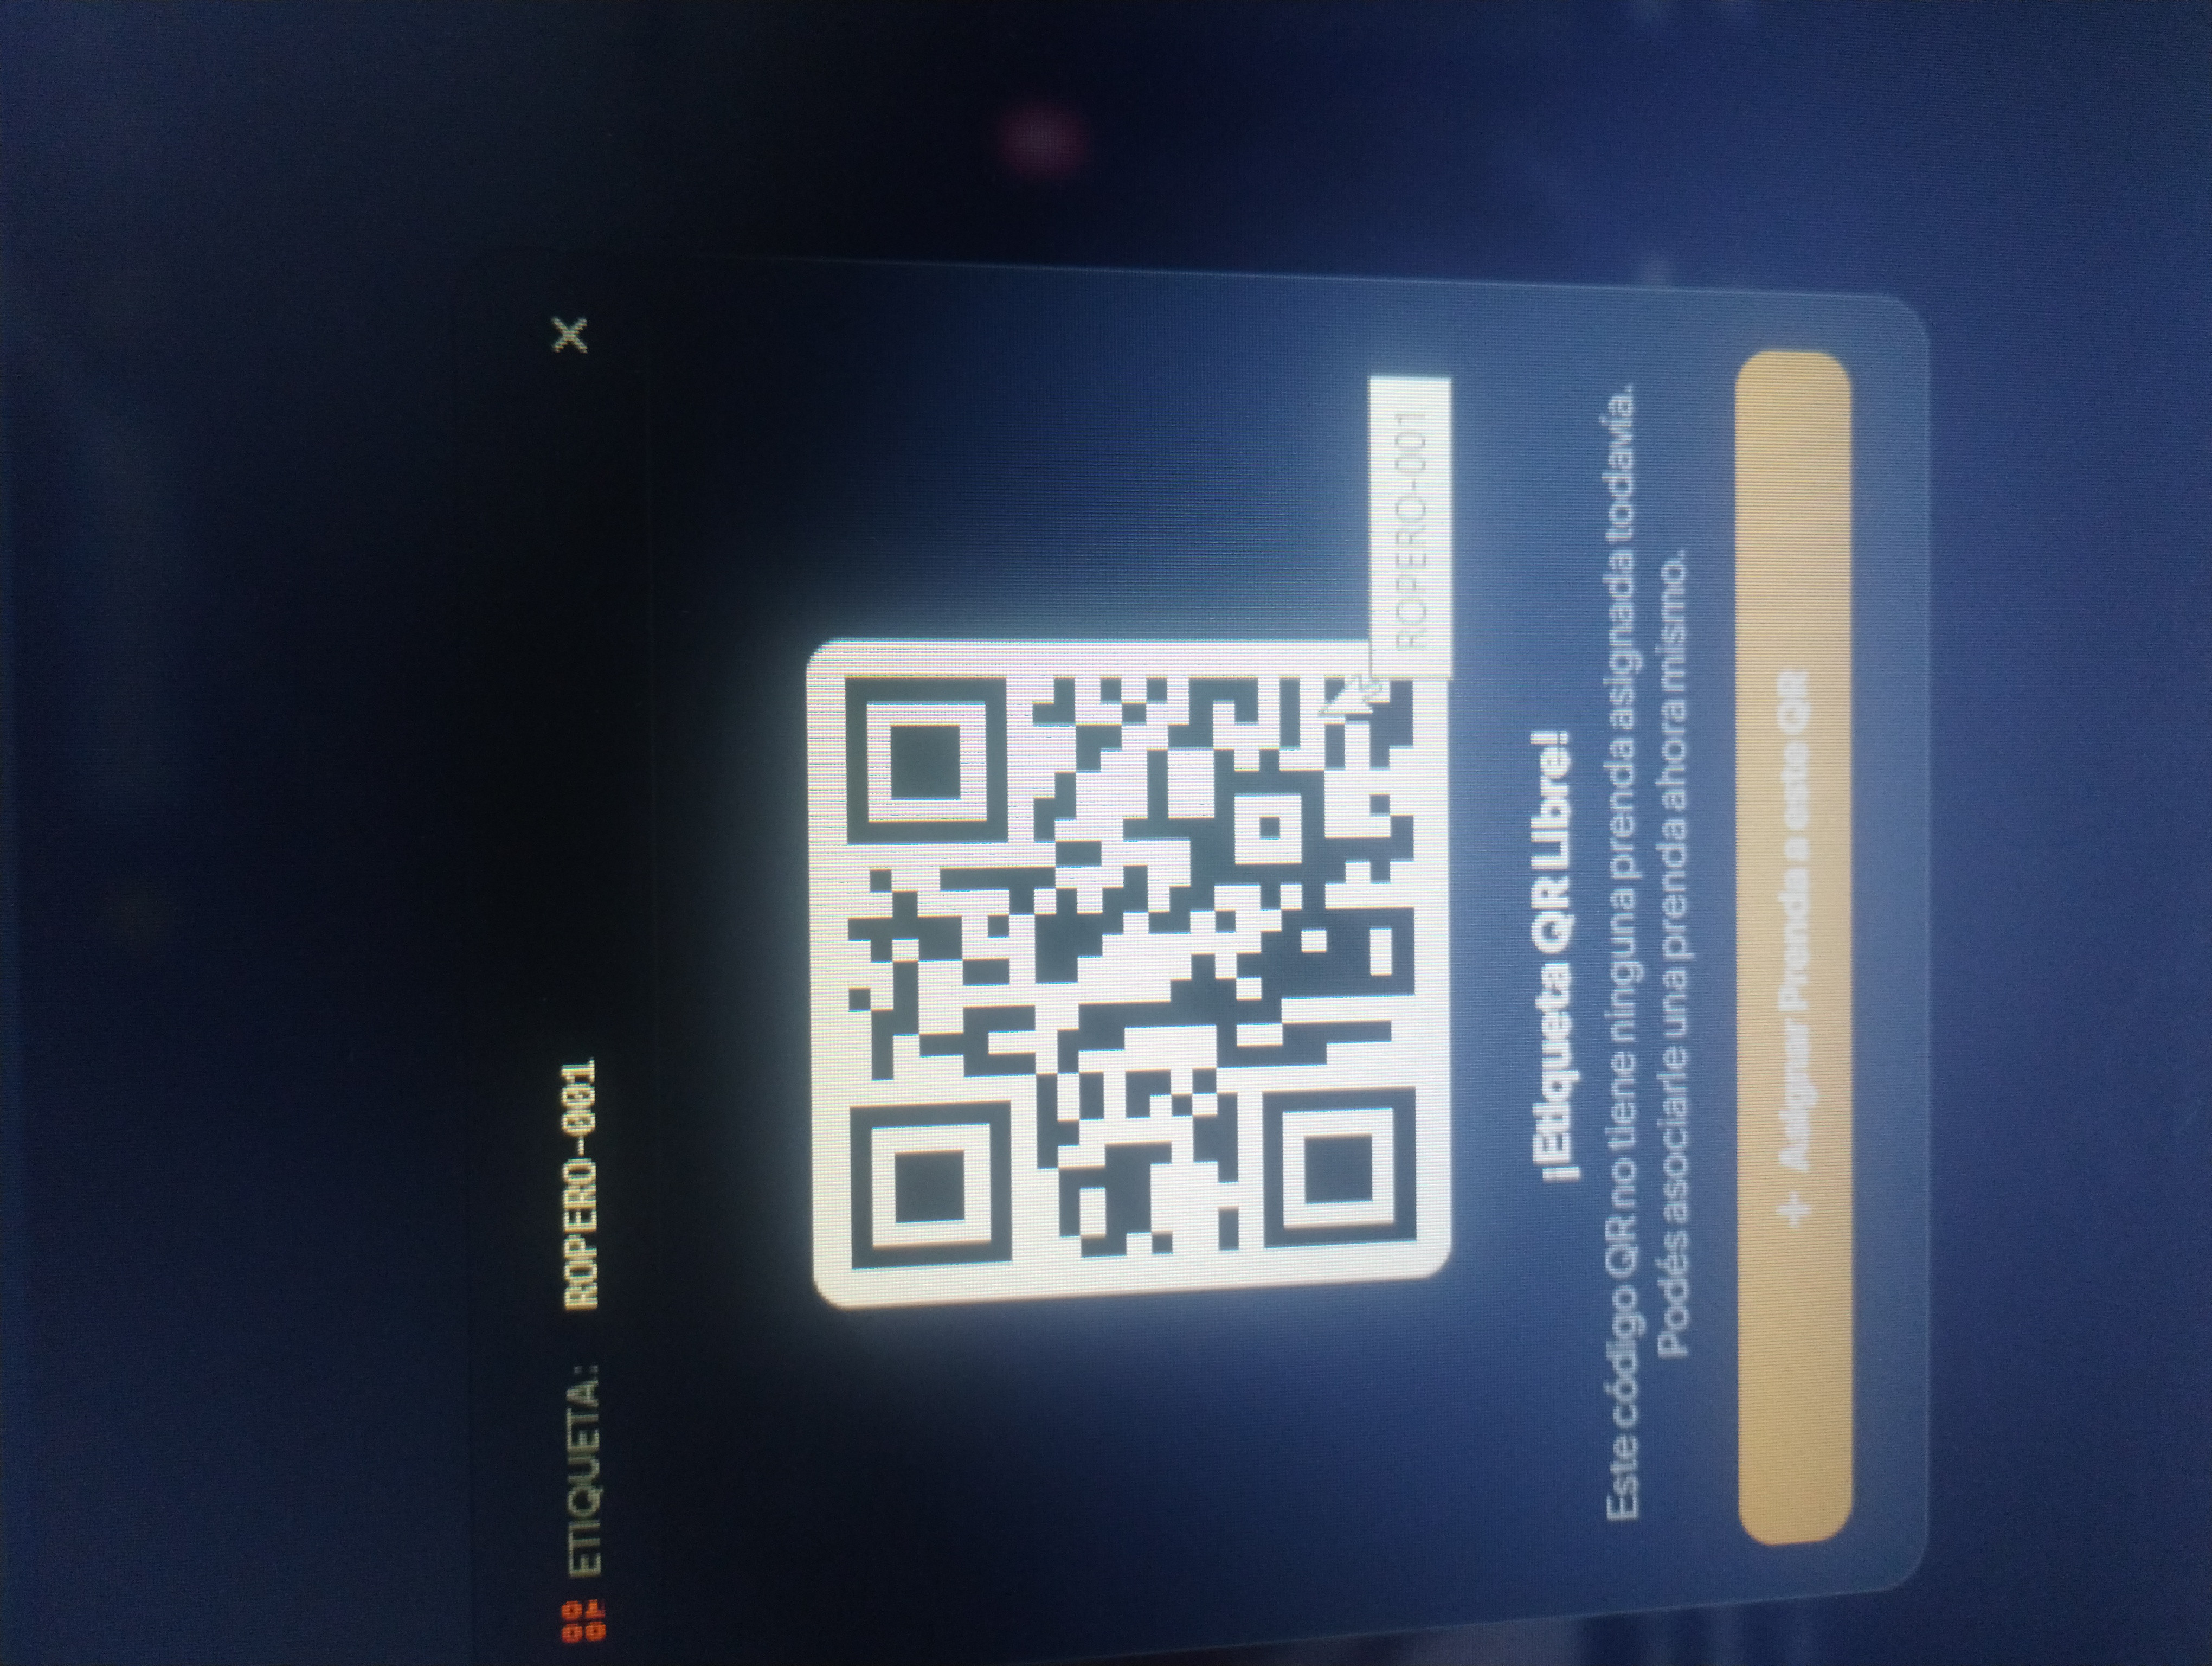 ETIQUETA: ROPERO-001
X
ROPERO-001
¡Etiqueta QR Libre!
Este código QR no tiene ninguna prenda asignada todavía.
Podés asociarle una prenda ahora mismo.
+ Asignar Prenda a este QR